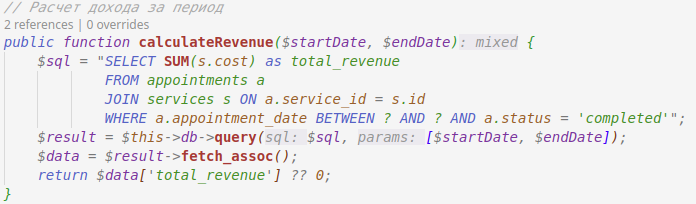 // Расчет дохода за период
2 references | 0 overrides
public function calculateRevenue($startDate, $endDate): mixed {
    $sql = "SELECT SUM(s.cost) as total_revenue
            FROM appointments a
            JOIN services s ON a.service_id = s.id
            WHERE a.appointment_date BETWEEN ? AND ? AND a.status = 'completed'";
    $result = $this->db->query(sql: $sql, params: [$startDate, $endDate]);
    $data = $result->fetch_assoc();
    return $data['total_revenue'] ?? 0;
}